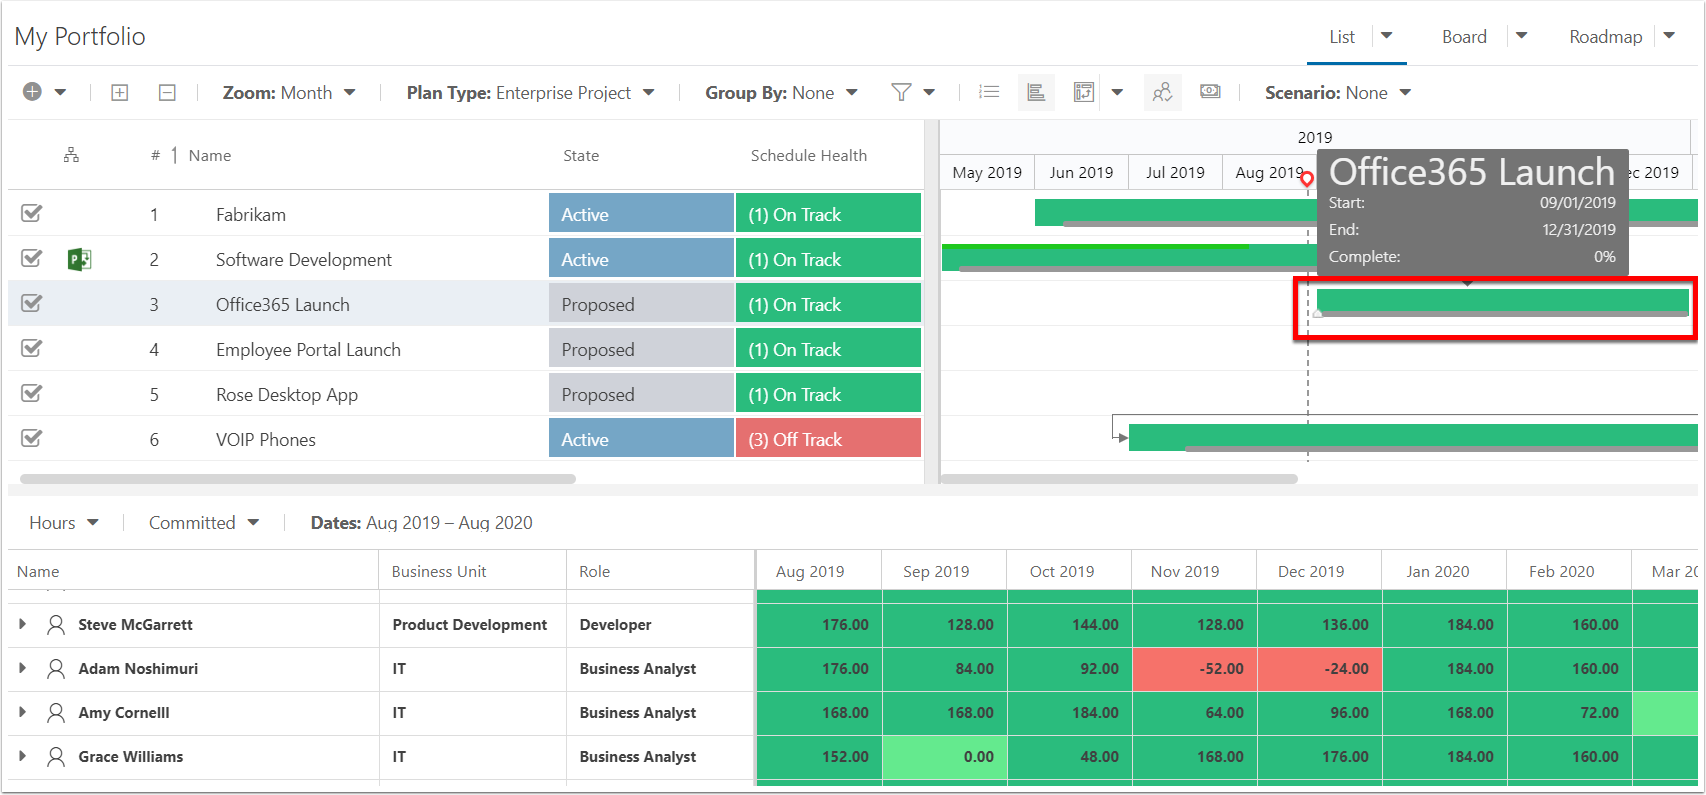 My Portfolio
List
Board
Roadmap
Zoom: Month
Plan Type: Enterprise Project
Group By: None
Scenario: None
# Name State Schedule Health
2019
May 2019 Jun 2019 Jul 2019 Aug 2019 ec 2019
Office365 Launch
Start: 09/01/2019
End: 12/31/2019
Complete: 0%
1 Fabrikam Active (1) On Track
2 Software Development Active (1) On Track
3 Office365 Launch Proposed (1) On Track
4 Employee Portal Launch Proposed (1) On Track
5 Rose Desktop App Proposed (1) On Track
6 VOIP Phones Active (3) Off Track
Hours
Committed
Dates: Aug 2019 – Aug 2020
Name Business Unit Role Aug 2019 Sep 2019 Oct 2019 Nov 2019 Dec 2019 Jan 2020 Feb 2020 Mar 20
Steve McGarrett Product Development Developer 176.00 128.00 144.00 128.00 136.00 184.00 160.00
Adam Noshimuri IT Business Analyst 176.00 84.00 92.00 -52.00 -24.00 184.00 160.00
Amy Cornelll IT Business Analyst 168.00 168.00 184.00 64.00 96.00 168.00 72.00
Grace Williams IT Business Analyst 152.00 0.00 48.00 168.00 176.00 184.00 160.00